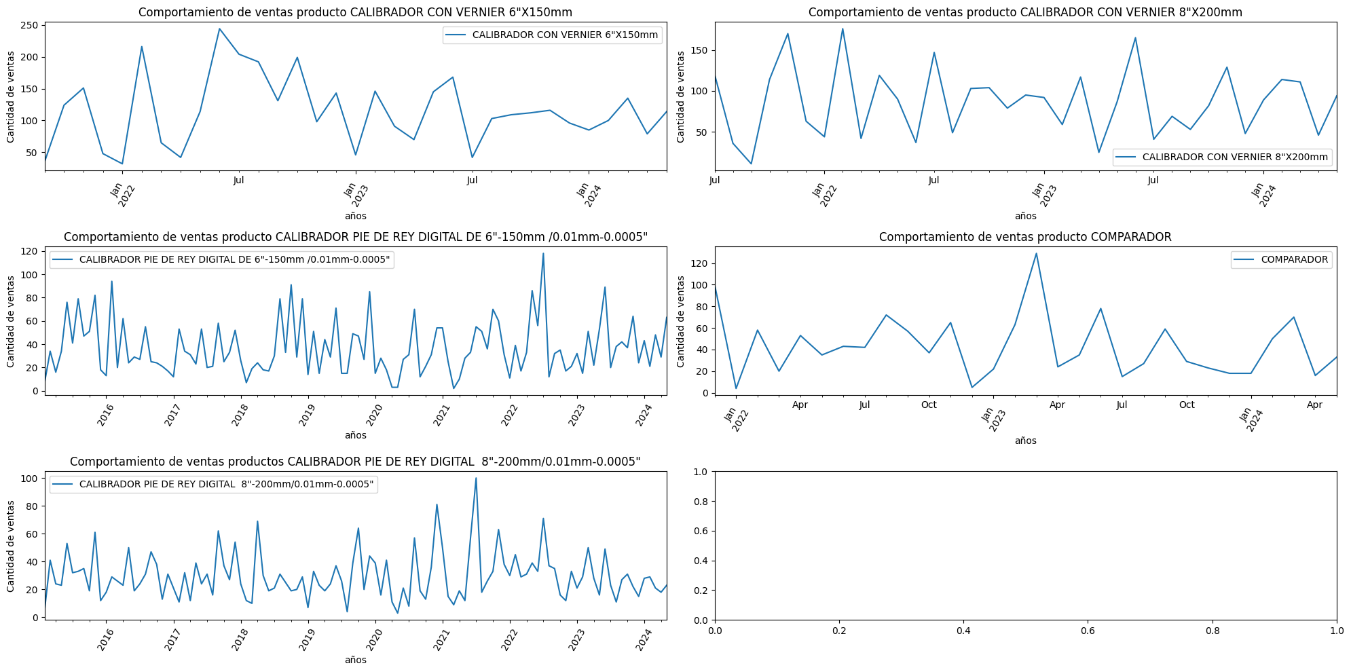 Comportamiento de ventas producto CALIBRADOR CON VERNIER 6"X150mm
250
200
150
100
50
Cantidad de ventas
CALIBRADOR CON VERNIER 6"X150mm
Jan
2022
Jul
Jan
2023
Jul
Jan
2024
años
Comportamiento de ventas producto CALIBRADOR CON VERNIER 8"X200mm
150
100
50
Cantidad de ventas
CALIBRADOR CON VERNIER 8"X200mm
Jul
Jan
2022
Jul
Jan
2023
Jul
Jan
2024
años
Comportamiento de ventas producto CALIBRADOR PIE DE REY DIGITAL DE 6"-150mm /0.01mm-0.0005"
120
100
80
60
40
20
0
Cantidad de ventas
CALIBRADOR PIE DE REY DIGITAL DE 6"-150mm /0.01mm-0.0005"
2016
2017
2018
2019
2020
2021
2022
2023
2024
años
Comportamiento de ventas producto COMPARADOR
120
100
80
60
40
20
0
Cantidad de ventas
COMPARADOR
Jan
2022
Apr
Jul
Oct
Jan
2023
Apr
Jul
Oct
Jan
2024
Apr
años
Comportamiento de ventas productos CALIBRADOR PIE DE REY DIGITAL  8"-200mm/0.01mm-0.0005"
100
80
60
40
20
0
Cantidad de ventas
CALIBRADOR PIE DE REY DIGITAL  8"-200mm/0.01mm-0.0005"
2016
2017
2018
2019
2020
2021
2022
2023
2024
años
1.0
0.8
0.6
0.4
0.2
0.0
0.0
0.2
0.4
0.6
0.8
1.0